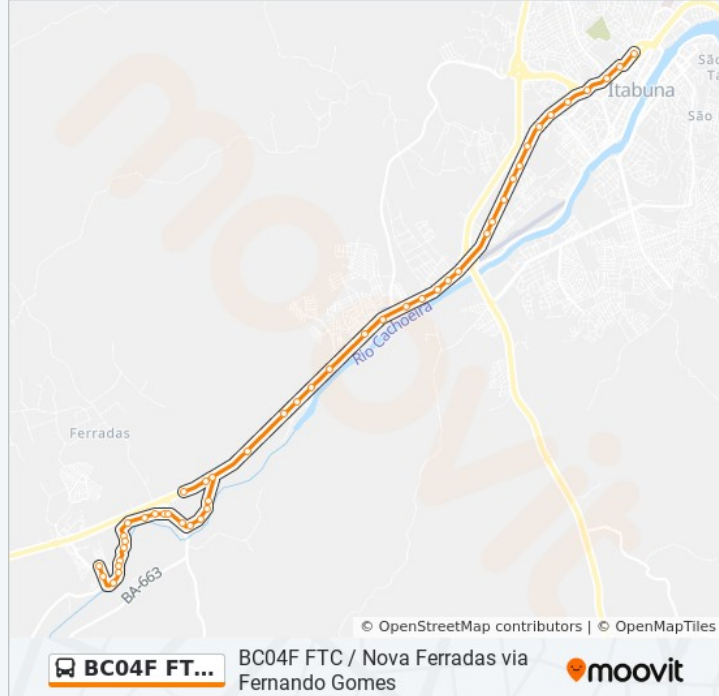 Itabuna
São
Ta
São
Rio Cachoeira
Ferradas
BA-663
moovit
© OpenStreetMap contributors | © OpenMapTiles
BC04F FT...
BC04F FTC / Nova Ferradas via
Fernando Gomes
moovit